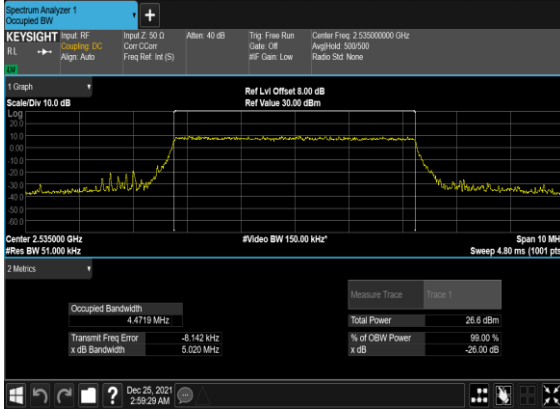 Spectrum Analyzer 1
Occupied BW
KEYSIGHT
RL
Input: RF
Coupling: DC
Align: Auto
Input Z: 50 Ω
Corr CCorr
Freq Ref: Int (S)
Atten: 40 dB
Trig: Free Run
Gate: Off
#IF Gain: Low
Center Freq: 2.535000000 GHz
Avg|Hold: 500/500
Radio Std: None
1 Graph
Scale/Div 10.0 dB
Ref Lvl Offset 8.00 dB
Ref Value 30.00 dBm
Log
20.0
10.0
0.00
-10.0
-20.0
-30.0
-40.0
-50.0
-60.0
Center 2.535000 GHz
#Video BW 150.00 kHz*
Span 10 MH
#Res BW 51.000 kHz
Sweep 4.80 ms (1001 pts
2 Metrics
Measure Trace
Trace 1
Occupied Bandwidth
4.4719 MHz
Total Power
26.6 dBm
Transmit Freq Error
-8.142 kHz
% of OBW Power
99.00 %
x dB Bandwidth
5.020 MHz
x dB
-26.00 dB
?
Dec 25, 2021
2:59:29 AM